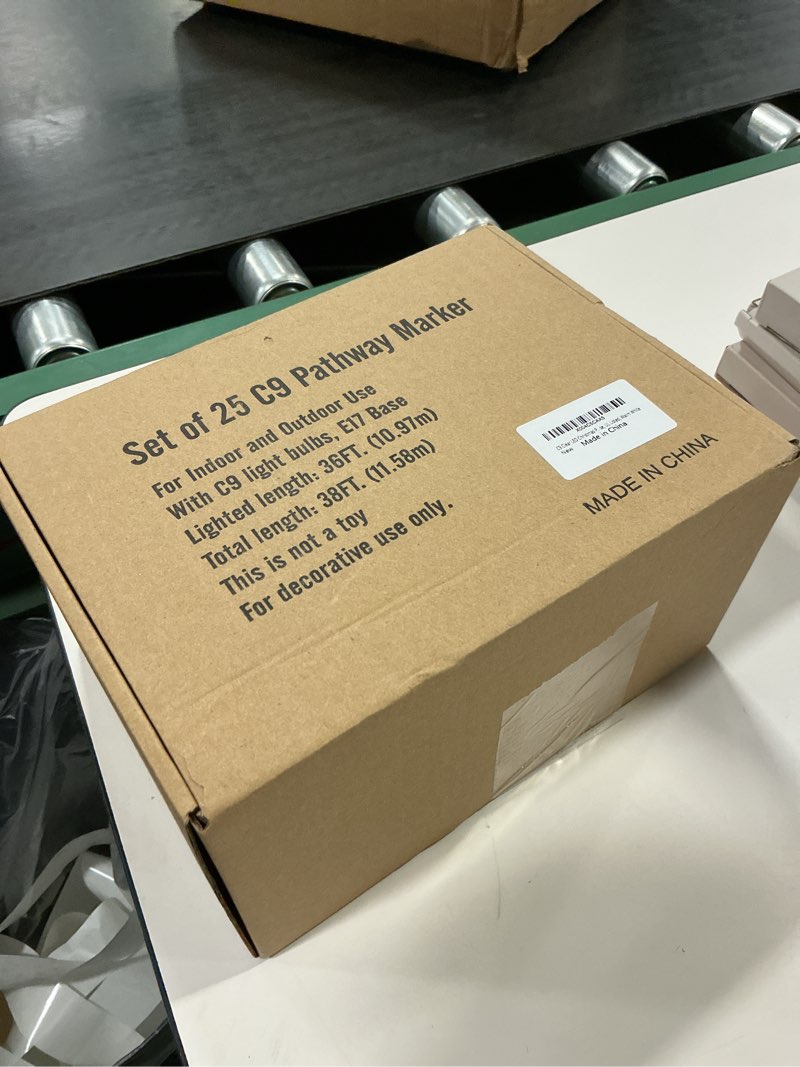 Set of 25 C9 Pathway Marker
For Indoor and Outdoor Use
With C9 light bulbs, E17 Base
Lighted length: 36FT. (10.97m)
Total length: 38FT. (11.58m)
This is not a toy
For decorative use only.
New
Made in China
MADE IN CHINA